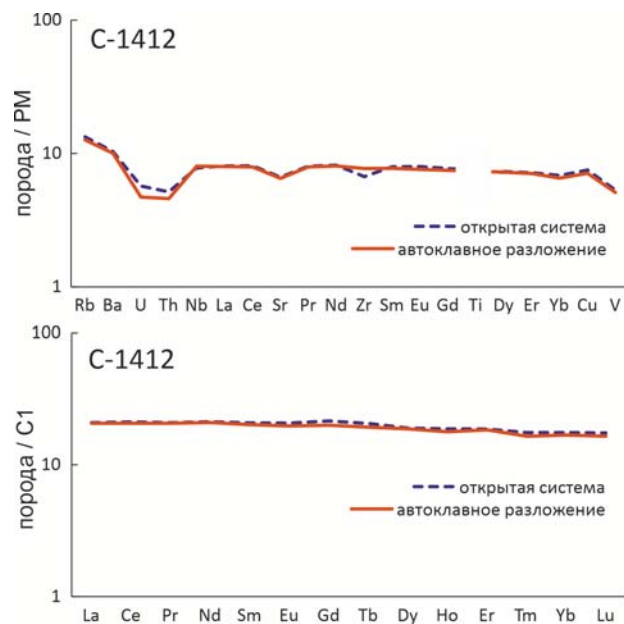 100
C-1412
порода / PM
10
открытая система
автоклавное разложение
1
Rb Ba U Th Nb La Ce Sr Pr Nd Zr Sm Eu Gd Ti Dy Er Yb Cu V
100
C-1412
порода / C1
10
открытая система
автоклавное разложение
1
La Ce Pr Nd Sm Eu Gd Tb Dy Ho Er Tm Yb Lu